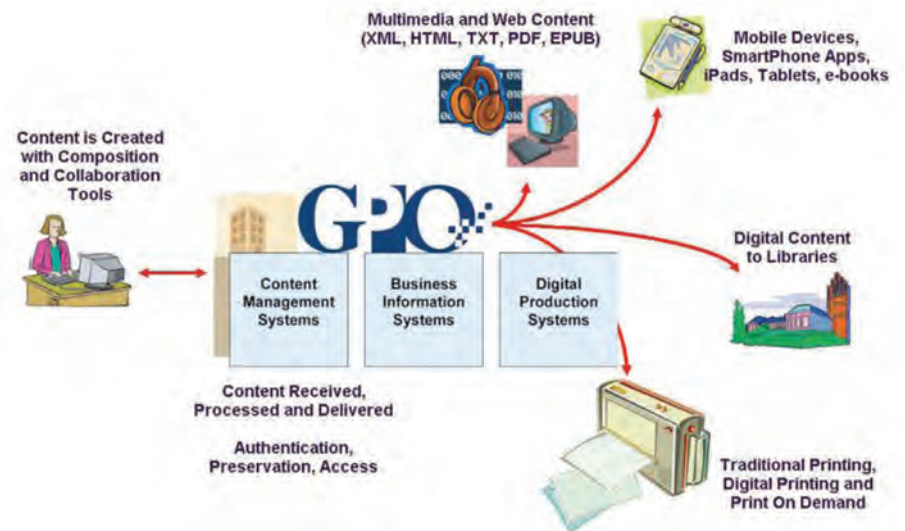 Multimedia and Web Content
(XML, HTML, TXT, PDF, EPUB)
Mobile Devices,
SmartPhone Apps,
iPads, Tablets, e-books
Content is Created
with Composition
and Collaboration
Tools
GPO
Content
Management
Systems
Business
Information
Systems
Digital
Production
Systems
Digital Content
to Libraries
Content Received,
Processed and Delivered
Authentication,
Preservation, Access
Traditional Printing,
Digital Printing and
Print On Demand